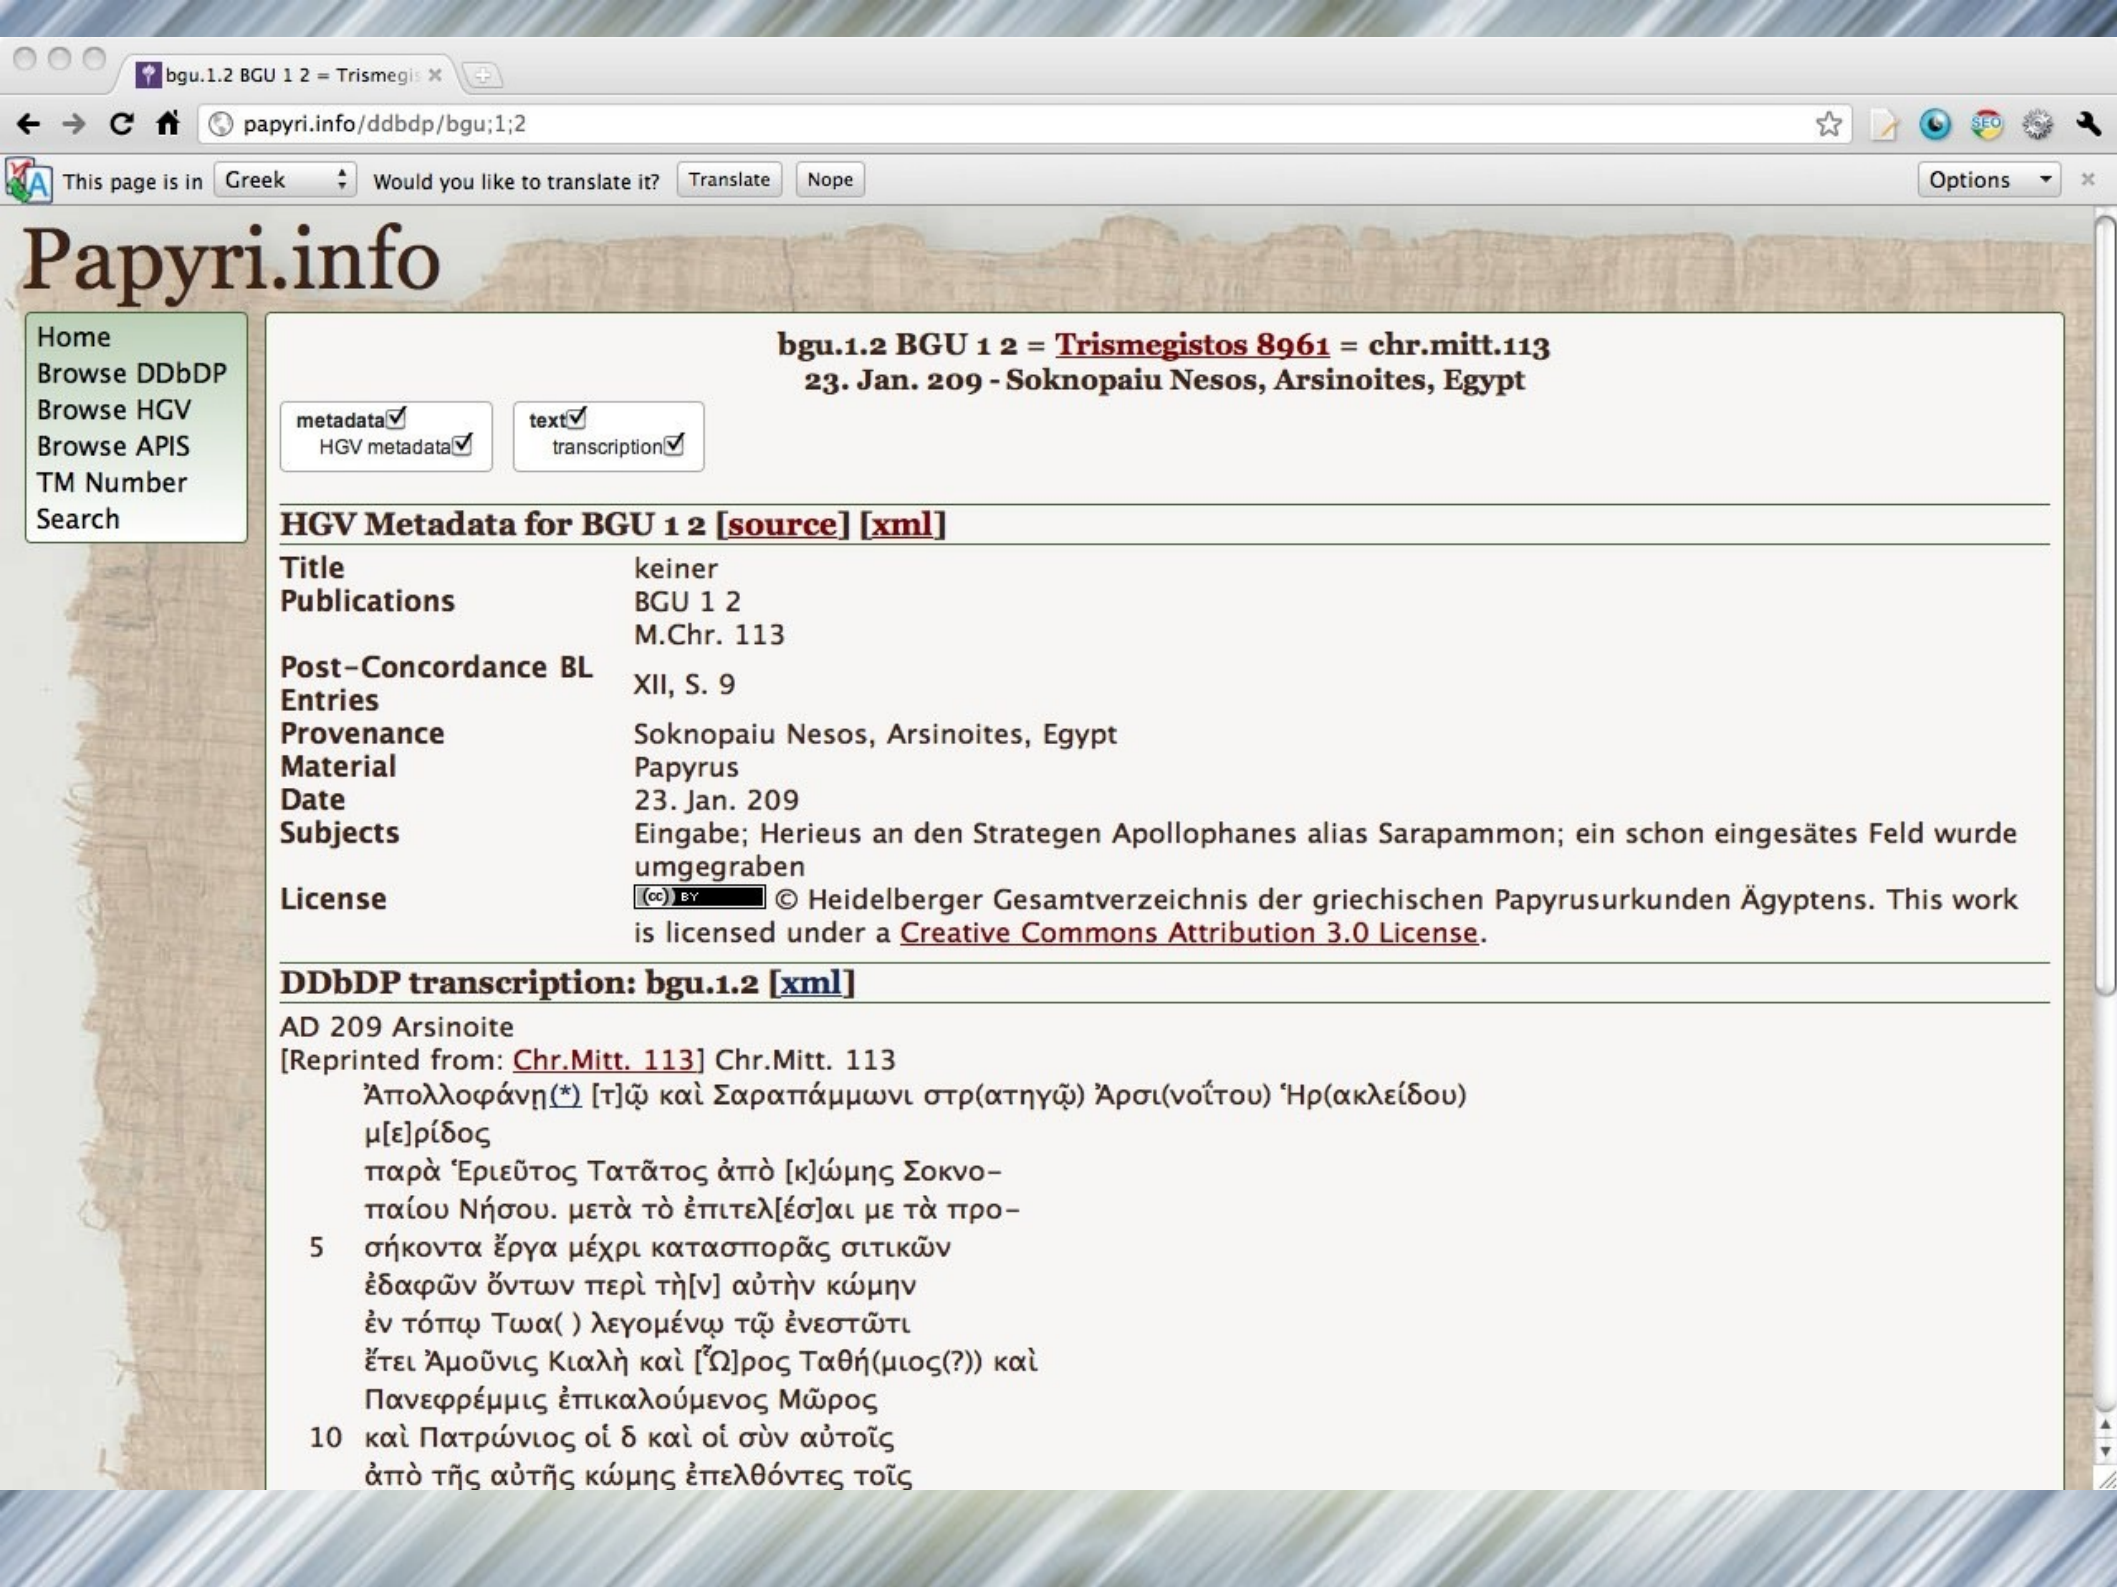 bgu.1.2 BGU 1 2 = Trismegis
papyri.info/ddbdp/bgu;1;2
SEO
This page is in Greek Would you like to translate it? Translate Nope Options
Papyri.info
Home
Browse DDbDP
Browse HGV
Browse APIS
TM Number
Search
bgu.1.2 BGU 1 2 = Trismegistos 8961 = chr.mitt.113
23. Jan. 209 - Soknopaiu Nesos, Arsinoites, Egypt
metadata text
HGV metadata transcription
HGV Metadata for BGU 1 2 [source] [xml]
Title keiner
Publications BGU 1 2
M.Chr. 113
Post-Concordance BL Entries XII, S. 9
Provenance Soknopaiu Nesos, Arsinoites, Egypt
Material Papyrus
Date 23. Jan. 209
Subjects Eingabe; Herieus an den Strategen Apollophanes alias Sarapammon; ein schon eingesätes Feld wurde
umgegraben
License (cc) BY © Heidelberger Gesamtverzeichnis der griechischen Papyrusurkunden Ägyptens. This work
is licensed under a Creative Commons Attribution 3.0 License.
DDbDP transcription: bgu.1.2 [xml]
AD 209 Arsinoite
[Reprinted from: Chr.Mitt. 113] Chr.Mitt. 113
Ἀπολλοφάνῃ(*) [τ]ῷ καὶ Σαραπάμμωνι στρ(ατηγῷ) Ἀρσι(νοΐτου) Ἡρ(ακλείδου)
μ[ε]ρίδος
παρὰ Ἑριεῦτος Τατᾶτος ἀπὸ [κ]ώμης Σοκνο-
παίου Νήσου. μετὰ τὸ ἐπιτελ[έσ]αι με τὰ προ-
5 σήκοντα ἔργα μέχρι κατασπορᾶς σιτικῶν
ἐδαφῶν ὄντων περὶ τὴ[ν] αὐτὴν κώμην
ἐν τόπῳ Τωα( ) λεγομένῳ τῷ ἐνεστῶτι
ἔτει Ἀμοῦνις Κιαλὴ καὶ [Ὧ]ρος Ταθή(μιος(?)) καὶ
Πανεφρέμμις ἐπικαλούμενος Μῶρος
10 καὶ Πατρώνιος οἱ δ καὶ οἱ σὺν αὐτοῖς
ἀπὸ τῆς αὐτῆς κώμης ἐπελθόντες τοῖς